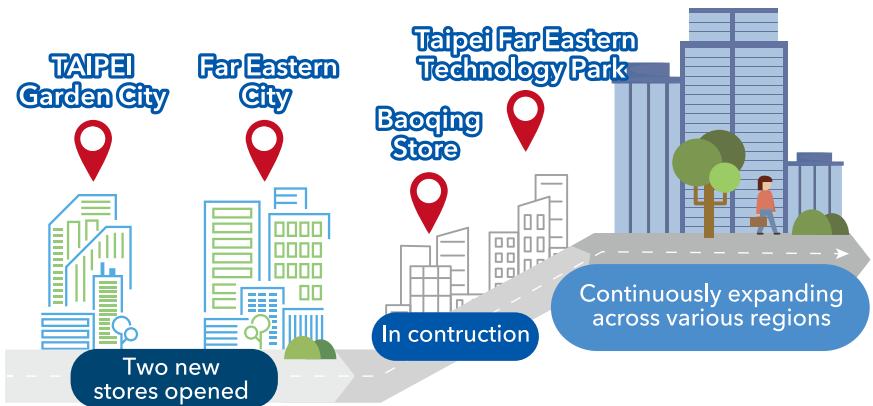 TAIPEI
Garden City
Far Eastern
City
Baoqing
Store
Taipei Far Eastern
Technology Park
Two new
stores opened
In contruction
Continuously expanding
across various regions